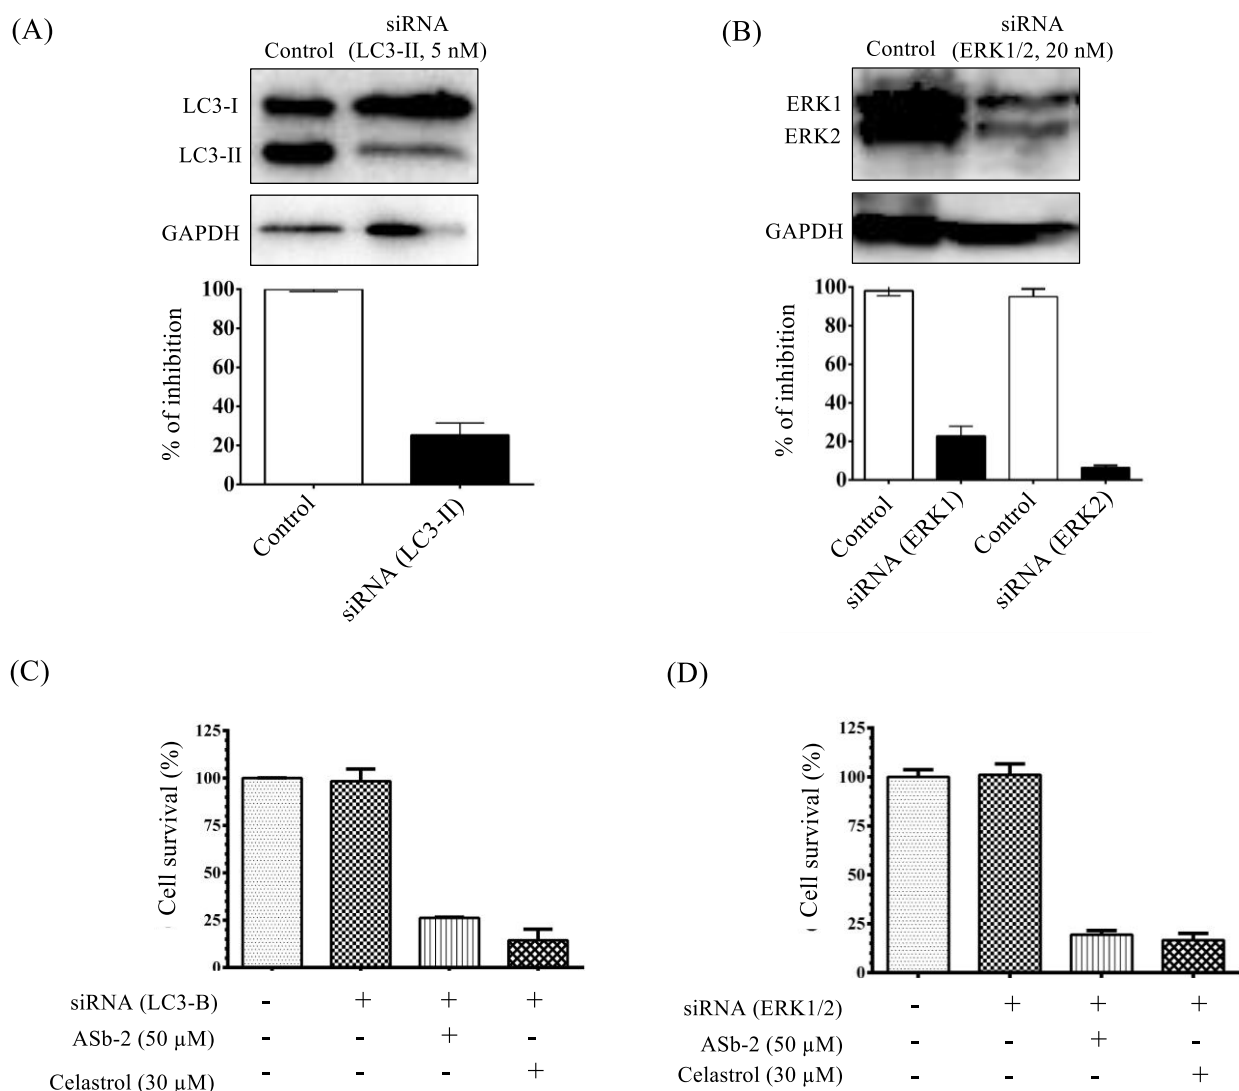 (A)
Control
siRNA
(LC3-II, 5 nM)
LC3-I
LC3-II
GAPDH
% of inhibition
100
80
60
40
20
0
Control
siRNA (LC3-II)
(B)
Control
siRNA
(ERK1/2, 20 nM)
ERK1
ERK2
GAPDH
% of inhibition
100
80
60
40
20
0
Control
siRNA (ERK1)
Control
siRNA (ERK2)
(C)
Cell survival (%)
125
100
75
50
25
0
siRNA (LC3-B) - + + +
ASb-2 (50 µM) - - + -
Celastrol (30 µM) - - - +
(D)
Cell survival (%)
125
100
75
50
25
0
siRNA (ERK1/2) - + + +
ASb-2 (50 µM) - - + -
Celastrol (30 µM) - - - +